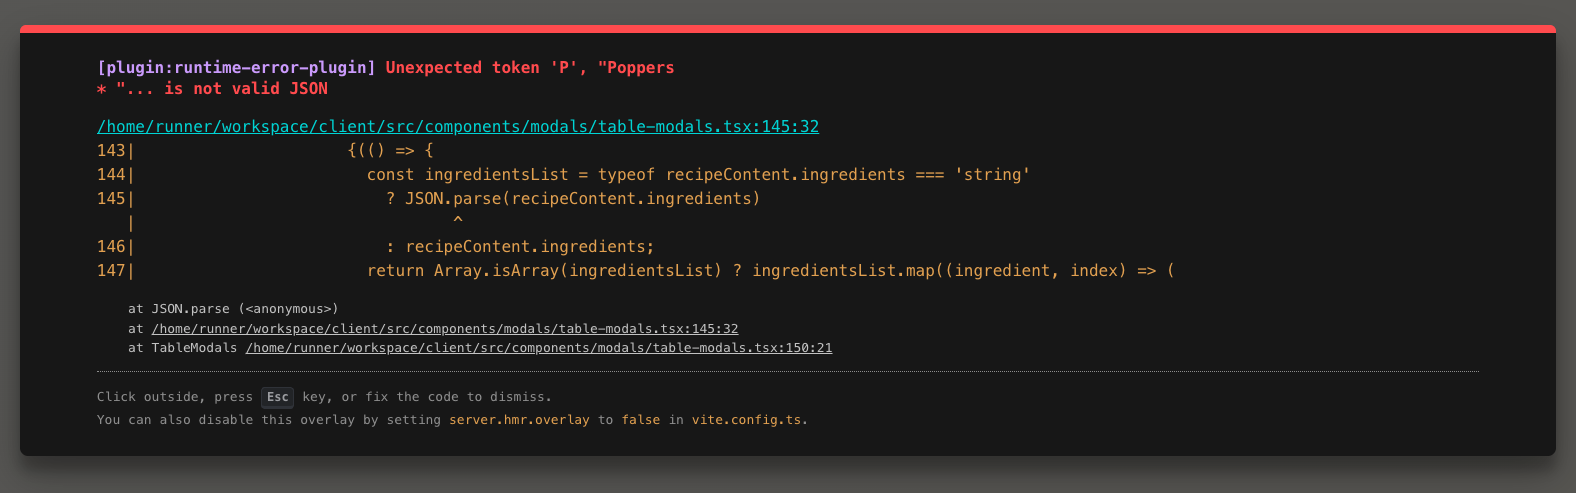 [plugin:runtime-error-plugin] Unexpected token 'P', "Poppers
* "... is not valid JSON
/home/runner/workspace/client/src/components/modals/table-modals.tsx:145:32
143|                      {(() => {
144|                        const ingredientsList = typeof recipeContent.ingredients === 'string'
145|                          ? JSON.parse(recipeContent.ingredients)
   |                                 ^
146|                          : recipeContent.ingredients;
147|                        return Array.isArray(ingredientsList) ? ingredientsList.map((ingredient, index) => (
at JSON.parse (<anonymous>)
at /home/runner/workspace/client/src/components/modals/table-modals.tsx:145:32
at TableModals /home/runner/workspace/client/src/components/modals/table-modals.tsx:150:21
Click outside, press Esc key, or fix the code to dismiss.
You can also disable this overlay by setting server.hmr.overlay to false in vite.config.ts.